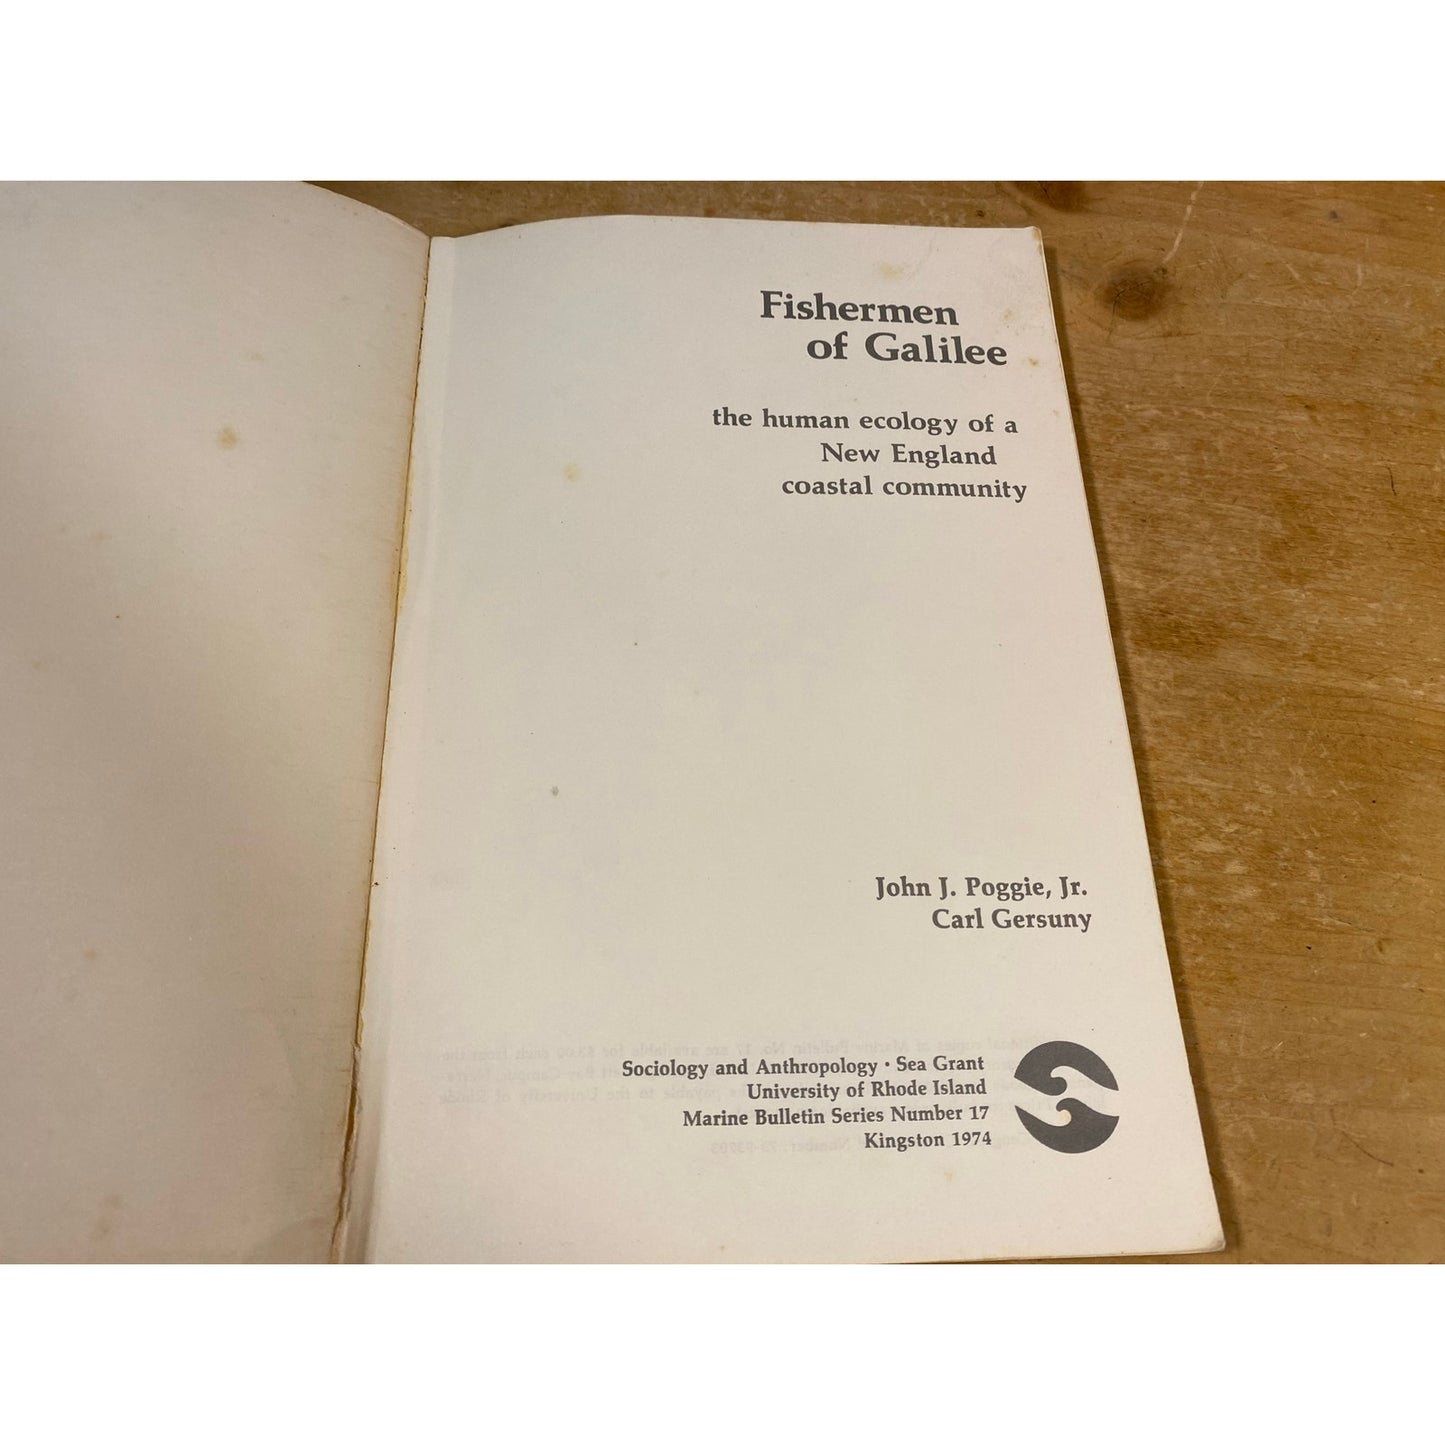 Fishermen
of Galilee
the human ecology of a
New England
coastal community
John J. Poggie, Jr.
Carl Gersuny
Sociology and Anthropology · Sea Grant
University of Rhode Island
Marine Bulletin Series Number 17
Kingston 1974